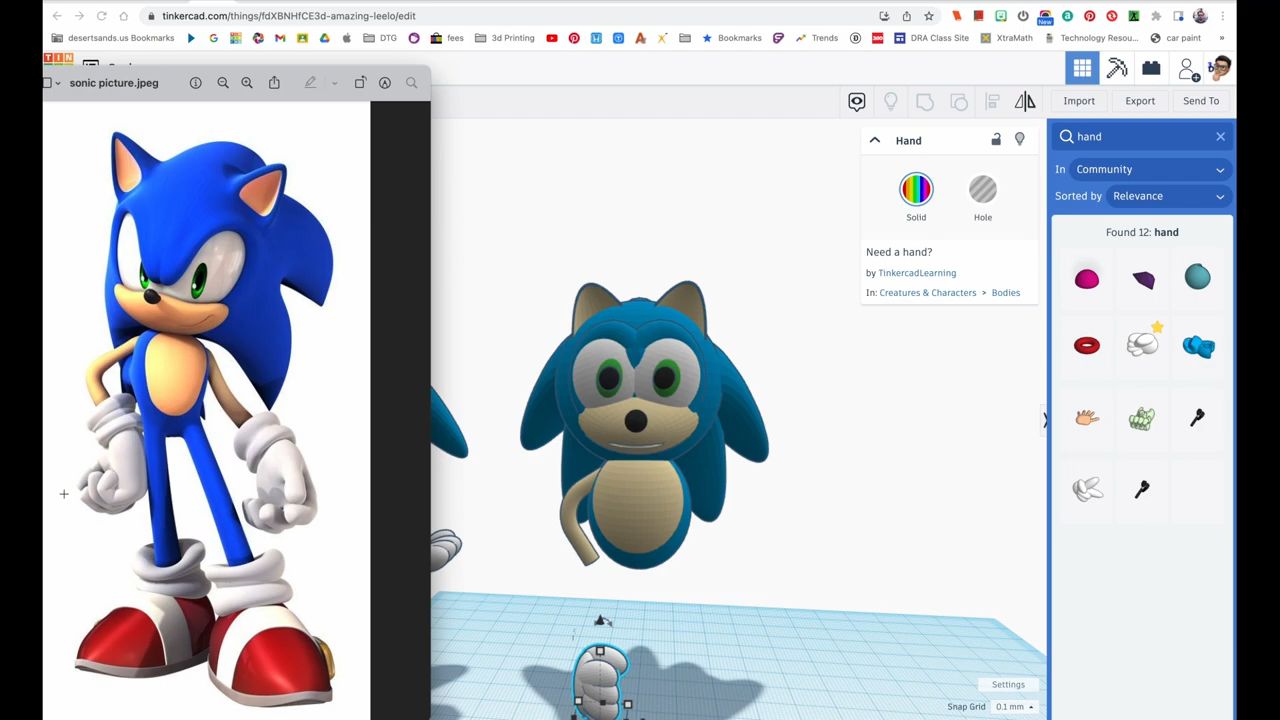 tinkercad.com/things/fdXBNHfCE3d-amazing-leelo/edit
New
desertsands.us Bookmarks
DTG
fees
3d Printing
Bookmarks
Trends
DRA Class Site
XtraMath
Technology Resou...
car paint
»
TIN
sonic picture.jpeg
Import
Export
Send To
Hand
Solid
Hole
Need a hand?
by TinkercadLearning
In: Creatures & Characters > Bodies
hand
In Community
Sorted by Relevance
Found 12: hand
Settings
Snap Grid 0.1 mm